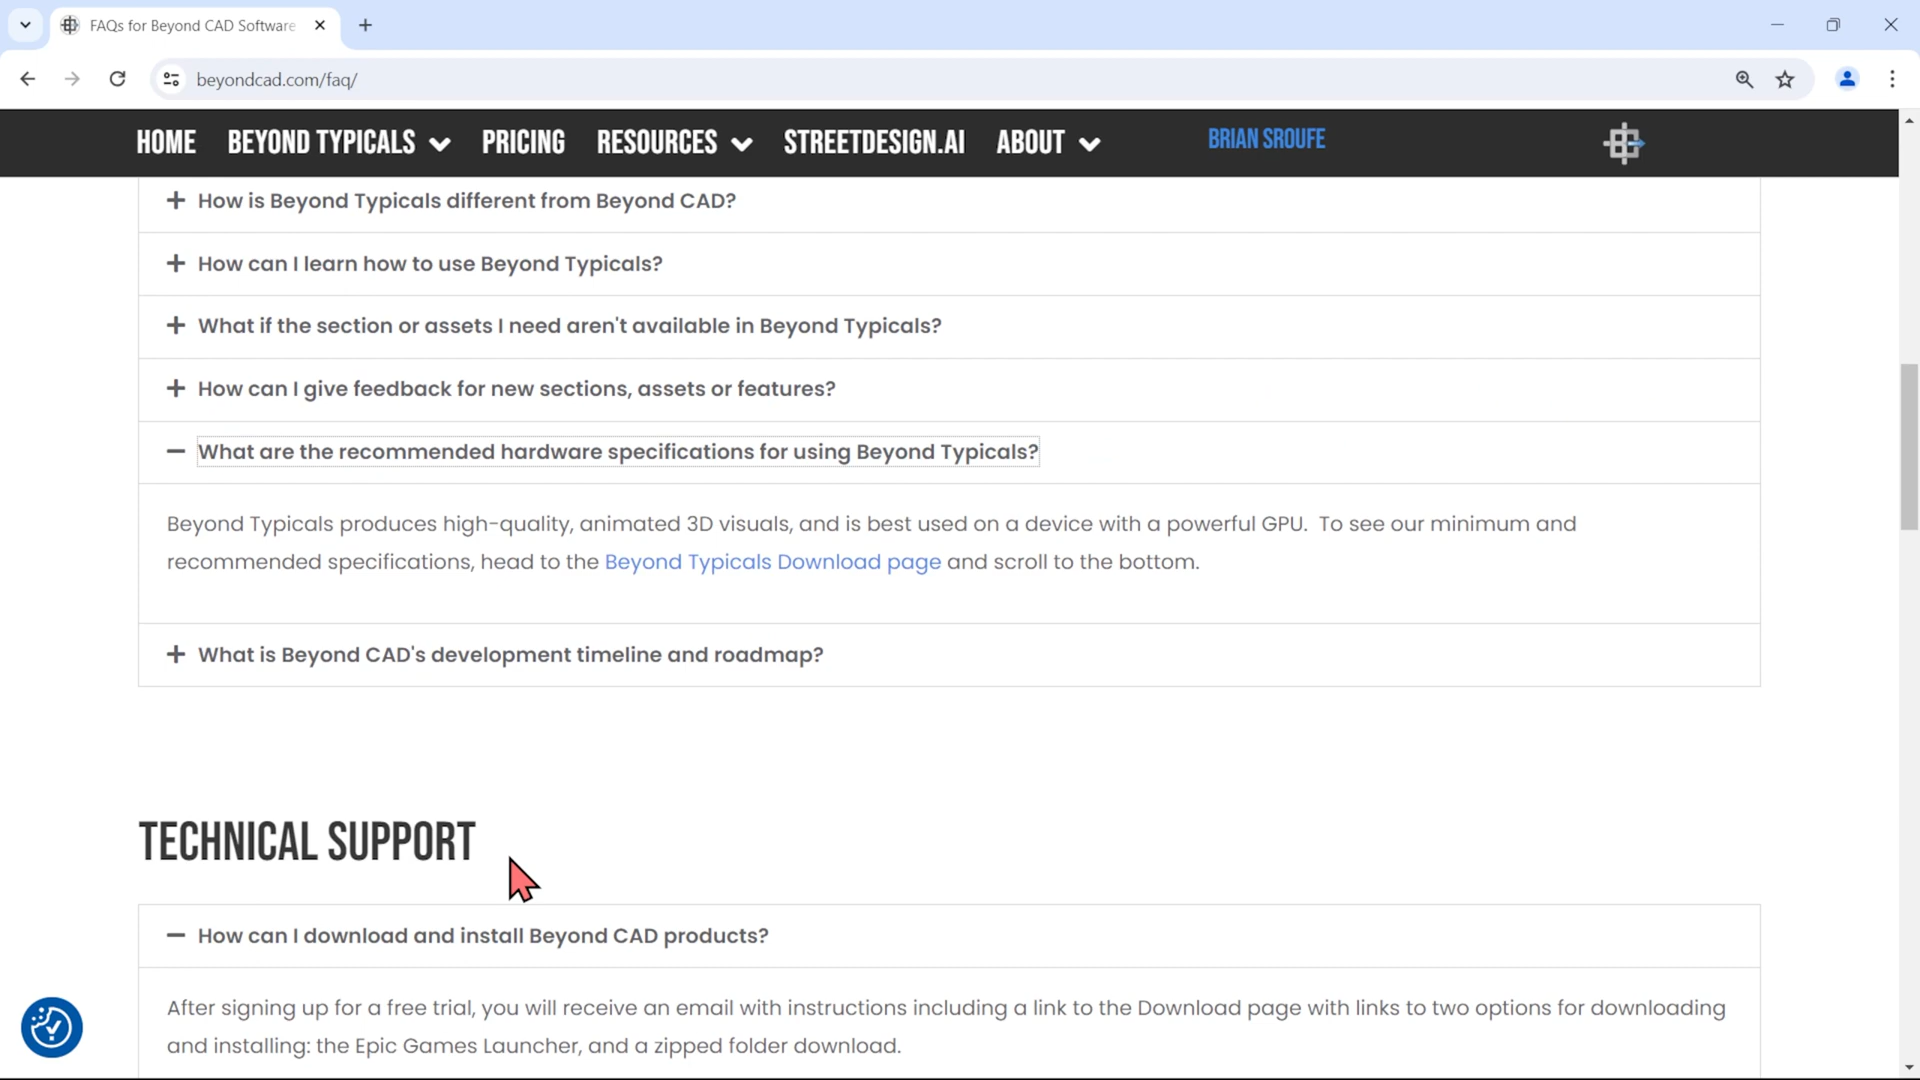 FAQs for Beyond CAD Software
beyondcad.com/faq/
HOME BEYOND TYPICALS PRICING RESOURCES STREETDESIGN.AI ABOUT BRIAN SROUFE
How is Beyond Typicals different from Beyond CAD?
How can I learn how to use Beyond Typicals?
What if the section or assets I need aren't available in Beyond Typicals?
How can I give feedback for new sections, assets or features?
What are the recommended hardware specifications for using Beyond Typicals?
Beyond Typicals produces high-quality, animated 3D visuals, and is best used on a device with a powerful GPU. To see our minimum and
recommended specifications, head to the Beyond Typicals Download page and scroll to the bottom.
What is Beyond CAD's development timeline and roadmap?
TECHNICAL SUPPORT
How can I download and install Beyond CAD products?
After signing up for a free trial, you will receive an email with instructions including a link to the Download page with links to two options for downloading
and installing: the Epic Games Launcher, and a zipped folder download.